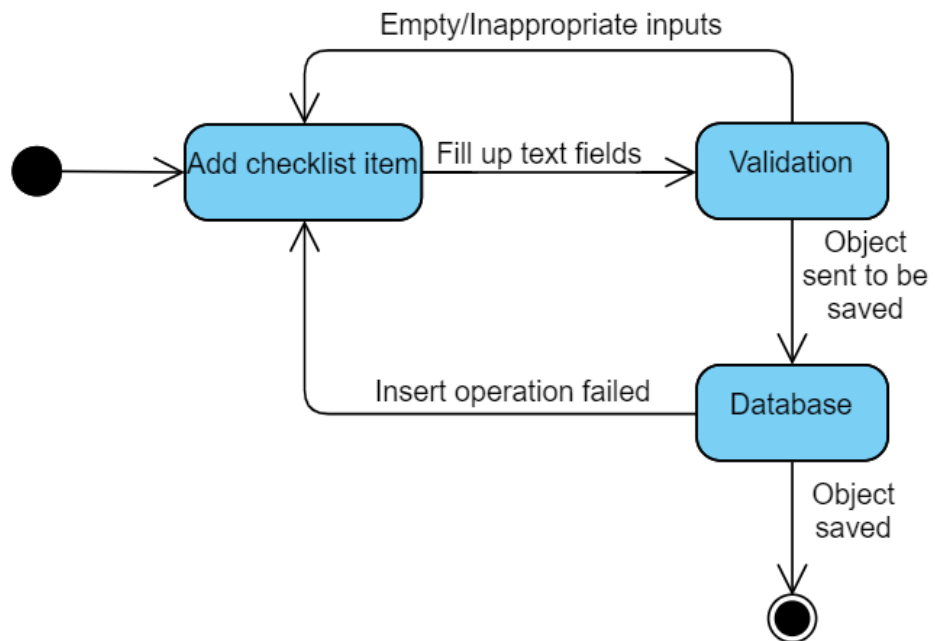 Empty/Inappropriate inputs
Add checklist item
Fill up text fields
Validation
Object
sent to be
saved
Insert operation failed
Database
Object
saved